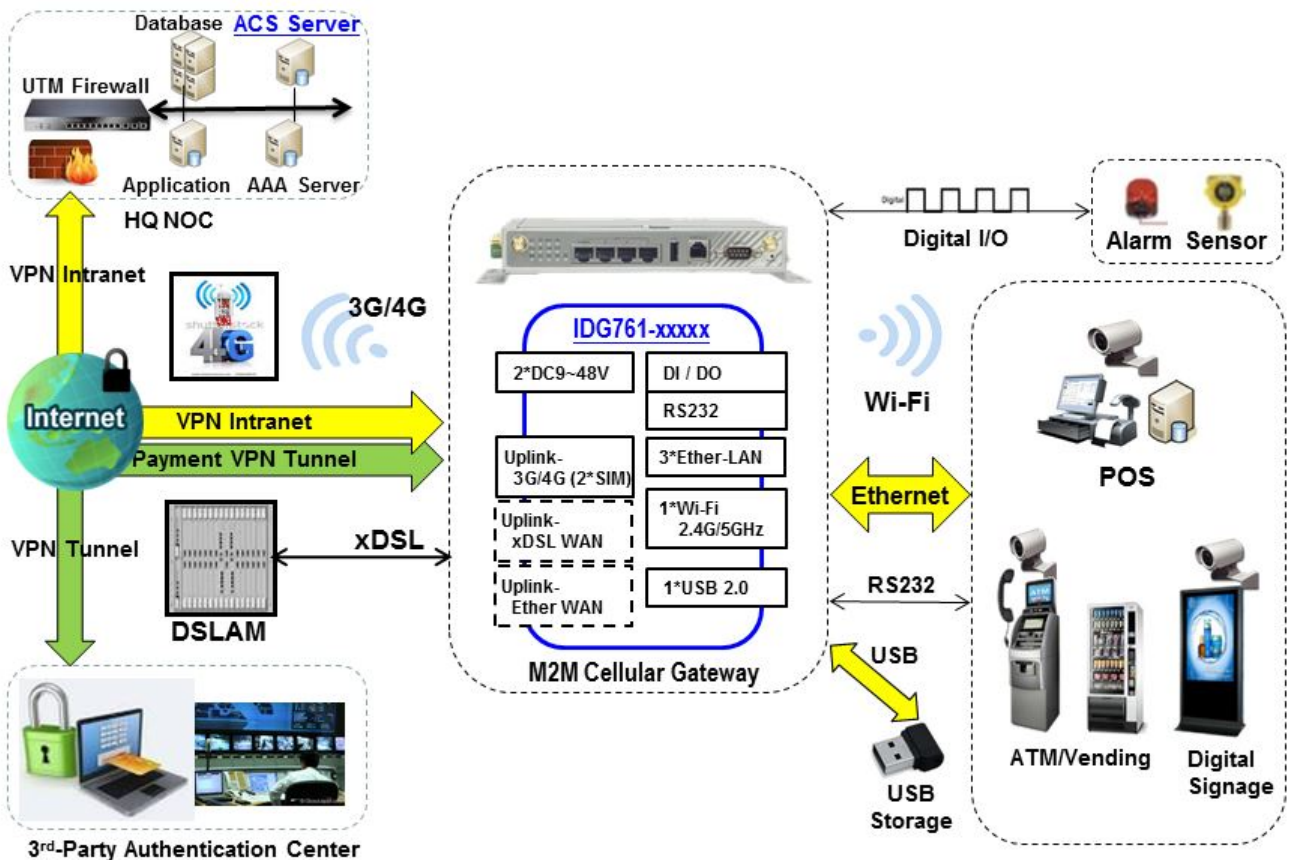 Database ACS Server
UTM Firewall
Application AAA Server
HQ NOC
VPN Intranet
3G/4G
Internet
VPN Intranet
Payment VPN Tunnel
VPN Tunnel
xDSL
DSLAM
3rd-Party Authentication Center
IDG761-xxxxx
2*DC9~48V
DI / DO
RS232
Uplink-
3G/4G (2*SIM)
3*Ether-LAN
Uplink-
xDSL WAN
1*Wi-Fi
2.4G/5GHz
Uplink-
Ether WAN
1*USB 2.0
M2M Cellular Gateway
Digital
Digital I/O
Alarm Sensor
Wi-Fi
Ethernet
POS
RS232
USB
USB
Storage
ATM
ATM/Vending
Digital
Signage